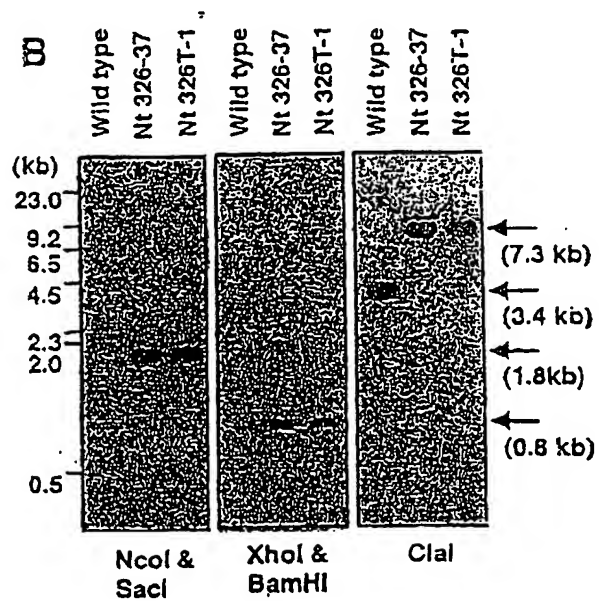 B
Wild type
Nt 326-37
Nt 326T-1
Wild type
Nt 326-37
Nt 326T-1
Wild type
Nt 326-37
Nt 326T-1
(kb)
23.0
9.2
6.5
4.5
2.3
2.0
0.5
(7.3 kb)
(3.4 kb)
(1.8kb)
(0.8 kb)
NcoI &
SacI
XhoI &
BamHI
ClaI